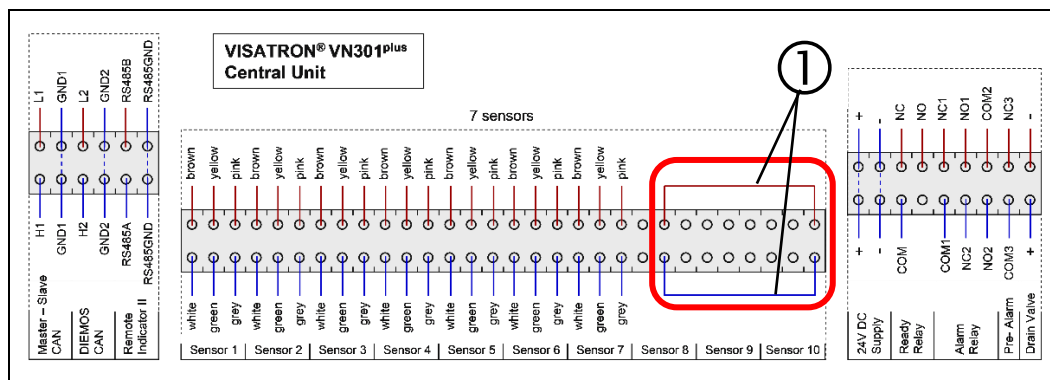 VISATRON® VN301plus
Central Unit
①
7 sensors
L1 GND1 L2 GND2 RS485B RS485GND
H1 GND1 H2 GND2 RS485A RS485GND
Master – Slave CAN
DIEMOS CAN
Remote Indicator II
brown yellow pink brown yellow pink brown yellow pink brown yellow pink brown yellow pink brown yellow pink brown yellow pink
white green grey white green grey white green grey white green grey white green grey white green grey white green grey
Sensor 1 Sensor 2 Sensor 3 Sensor 4 Sensor 5 Sensor 6 Sensor 7 Sensor 8 Sensor 9 Sensor 10
+ - NC NO NC1 NO1 COM2 NC3 -
+ - COM COM1 NC2 NO2 COM3 +
24V DC Supply
Ready Relay
Alarm Relay
Pre- Alarm
Drain Valve